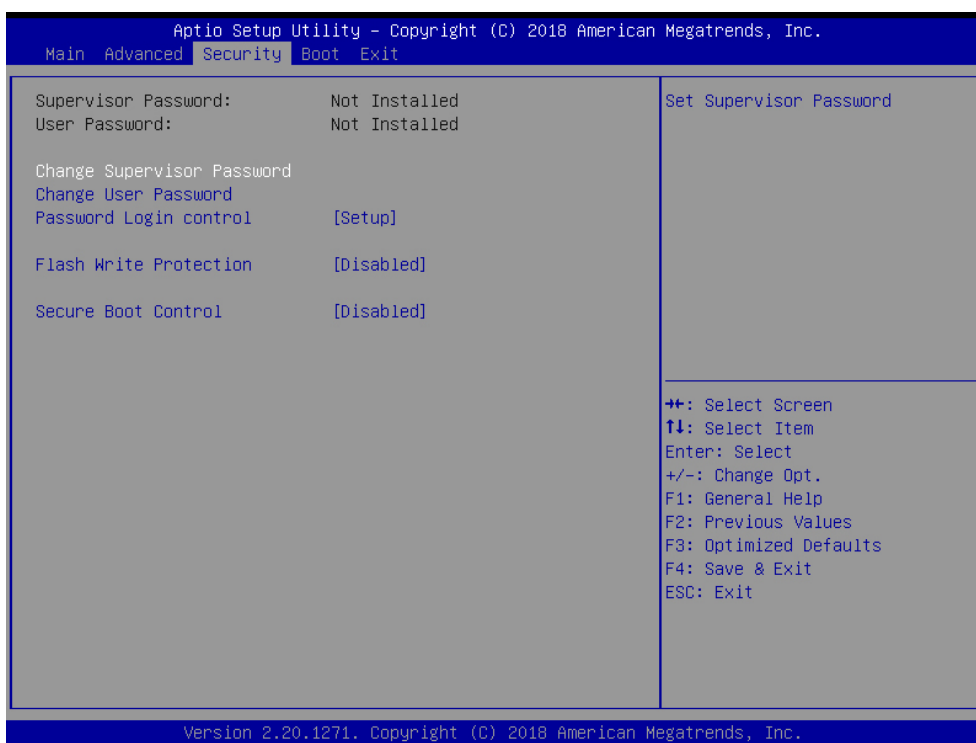 Aptio Setup Utility – Copyright (C) 2018 American Megatrends, Inc.
Main Advanced Security Boot Exit
Supervisor Password: Not Installed
User Password: Not Installed
Change Supervisor Password
Change User Password
Password Login control [Setup]
Flash Write Protection [Disabled]
Secure Boot Control [Disabled]
Set Supervisor Password
→←: Select Screen
↑↓: Select Item
Enter: Select
+/-: Change Opt.
F1: General Help
F2: Previous Values
F3: Optimized Defaults
F4: Save & Exit
ESC: Exit
Version 2.20.1271. Copyright (C) 2018 American Megatrends, Inc.